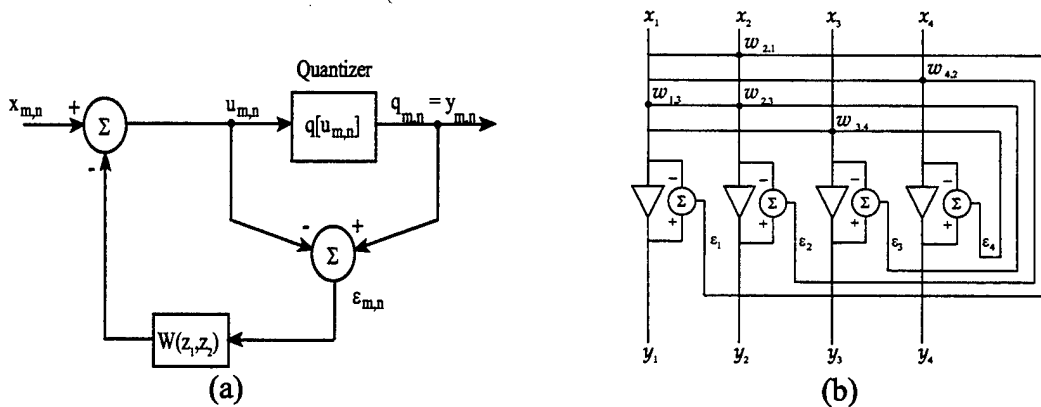 Quantizer
x_{m,n}
+
Σ
u_{m,n}
q[u_{m,n}]
q_{m,n} = y_{m,n}
-
-
+
Σ
ε_{m,n}
W(z_1,z_2)
(a)
x_1 x_2 x_3 x_4
w_{2,1}
w_{4,2}
w_{1,3} w_{2,3}
w_{3,4}
- - - -
Σ Σ Σ Σ
+ + + +
ε_1 ε_2 ε_3 ε_4
y_1 y_2 y_3 y_4
(b)